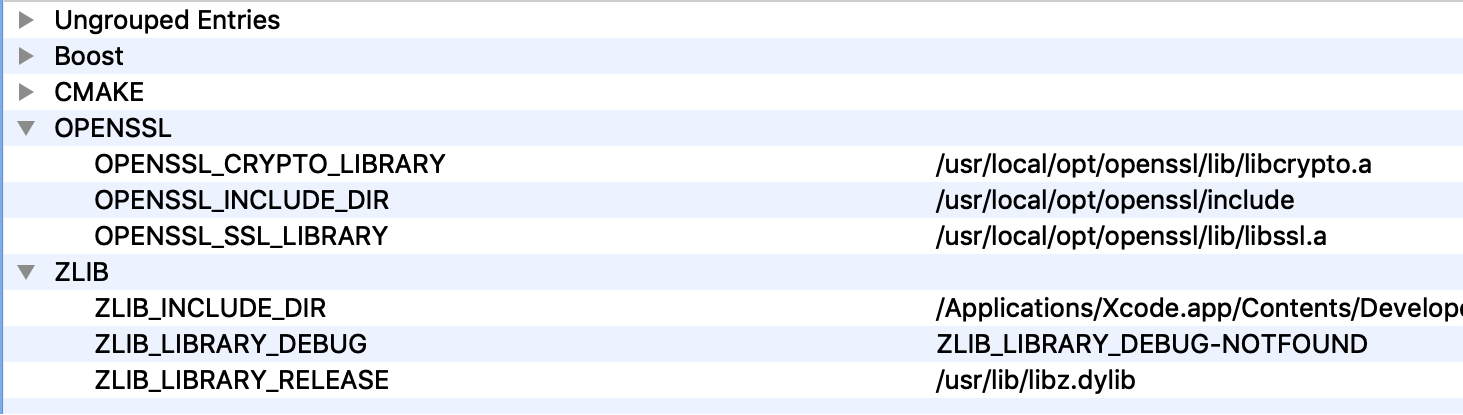 Ungrouped Entries
Boost
CMAKE
OPENSSL
OPENSSL_CRYPTO_LIBRARY /usr/local/opt/openssl/lib/libcrypto.a
OPENSSL_INCLUDE_DIR /usr/local/opt/openssl/include
OPENSSL_SSL_LIBRARY /usr/local/opt/openssl/lib/libssl.a
ZLIB
ZLIB_INCLUDE_DIR /Applications/Xcode.app/Contents/Develope
ZLIB_LIBRARY_DEBUG ZLIB_LIBRARY_DEBUG-NOTFOUND
ZLIB_LIBRARY_RELEASE /usr/lib/libz.dylib